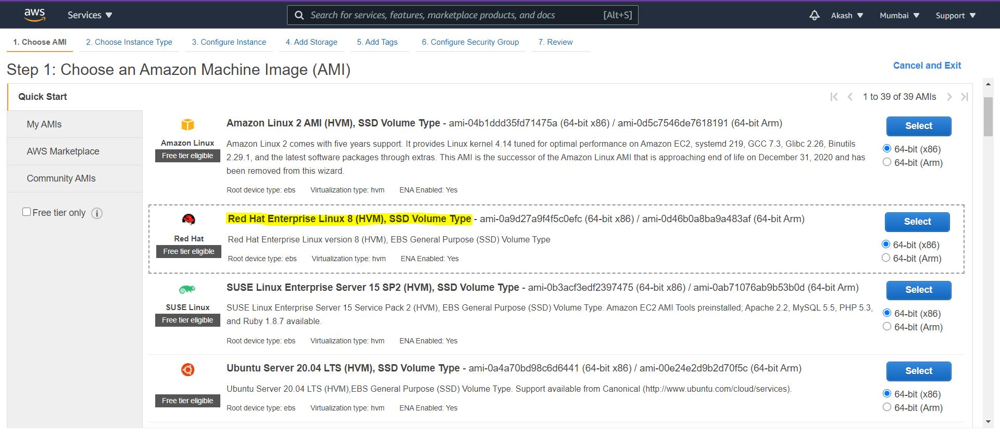 aws Services Search for services, features, marketplace products, and docs [Alt+S] Akash Mumbai Support
1. Choose AMI 2. Choose Instance Type 3. Configure Instance 4. Add Storage 5. Add Tags 6. Configure Security Group 7. Review
Step 1: Choose an Amazon Machine Image (AMI)
Cancel and Exit
Quick Start
1 to 39 of 39 AMIs
My AMIs
AWS Marketplace
Community AMIs
Free tier only
Amazon Linux
Free tier eligible
Amazon Linux 2 AMI (HVM), SSD Volume Type - ami-04b1ddd35fd71475a (64-bit x86) / ami-0d5c7546de7618191 (64-bit Arm)
Amazon Linux 2 comes with five years support. It provides Linux kernel 4.14 tuned for optimal performance on Amazon EC2, systemd 219, GCC 7.3, Glibc 2.26, Binutils
2.29.1, and the latest software packages through extras. This AMI is the successor of the Amazon Linux AMI that is approaching end of life on December 31, 2020 and has
been removed from this wizard.
Root device type: ebs Virtualization type: hvm ENA Enabled: Yes
Select
64-bit (x86)
64-bit (Arm)
Red Hat
Free tier eligible
Red Hat Enterprise Linux 8 (HVM), SSD Volume Type - ami-0a9d27a9f4f5c0efc (64-bit x86) / ami-0d46b0a8ba9a483af (64-bit Arm)
Red Hat Enterprise Linux version 8 (HVM), EBS General Purpose (SSD) Volume Type
Root device type: ebs Virtualization type: hvm ENA Enabled: Yes
Select
64-bit (x86)
64-bit (Arm)
SUSE Linux
Free tier eligible
SUSE Linux Enterprise Server 15 SP2 (HVM), SSD Volume Type - ami-0b3acf3edf2397475 (64-bit x86) / ami-0ab71076ab9b53b0d (64-bit Arm)
SUSE Linux Enterprise Server 15 Service Pack 2 (HVM), EBS General Purpose (SSD) Volume Type. Amazon EC2 AMI Tools preinstalled; Apache 2.2, MySQL 5.5, PHP 5.3,
and Ruby 1.8.7 available.
Root device type: ebs Virtualization type: hvm ENA Enabled: Yes
Select
64-bit (x86)
64-bit (Arm)
Free tier eligible
Ubuntu Server 20.04 LTS (HVM), SSD Volume Type - ami-0a4a70bd98c6d6441 (64-bit x86) / ami-00e24e2d9b2d70f5c (64-bit Arm)
Ubuntu Server 20.04 LTS (HVM),EBS General Purpose (SSD) Volume Type. Support available from Canonical (http://www.ubuntu.com/cloud/services).
Root device type: ebs Virtualization type: hvm ENA Enabled: Yes
Select
64-bit (x86)
64-bit (Arm)